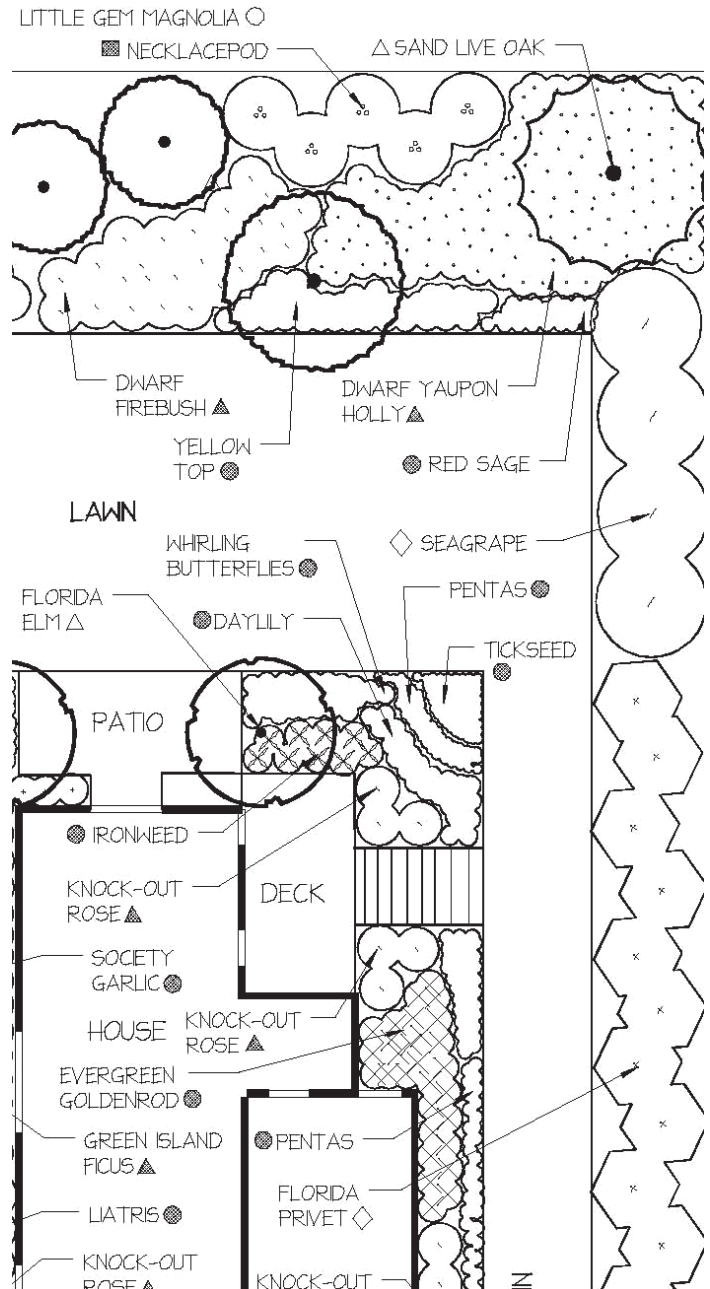 LITTLE GEM MAGNOLIA
NECKLACEPOD
SAND LIVE OAK
DWARF
FIREBUSH
DWARF YAUPON
HOLLY
YELLOW
TOP
RED SAGE
LAWN
WHIRLING
BUTTERFLIES
SEAGRAPE
PENTAS
FLORIDA
ELM
DAYLILY
TICKSEED
PATIO
IRONWEED
KNOCK-OUT
ROSE
DECK
SOCIETY
GARLIC
HOUSE
KNOCK-OUT
ROSE
EVERGREEN
GOLDENROD
GREEN ISLAND
FICUS
PENTAS
FLORIDA
PRIVET
LIATRIS
KNOCK-OUT
ROSE
KNOCK-OUT